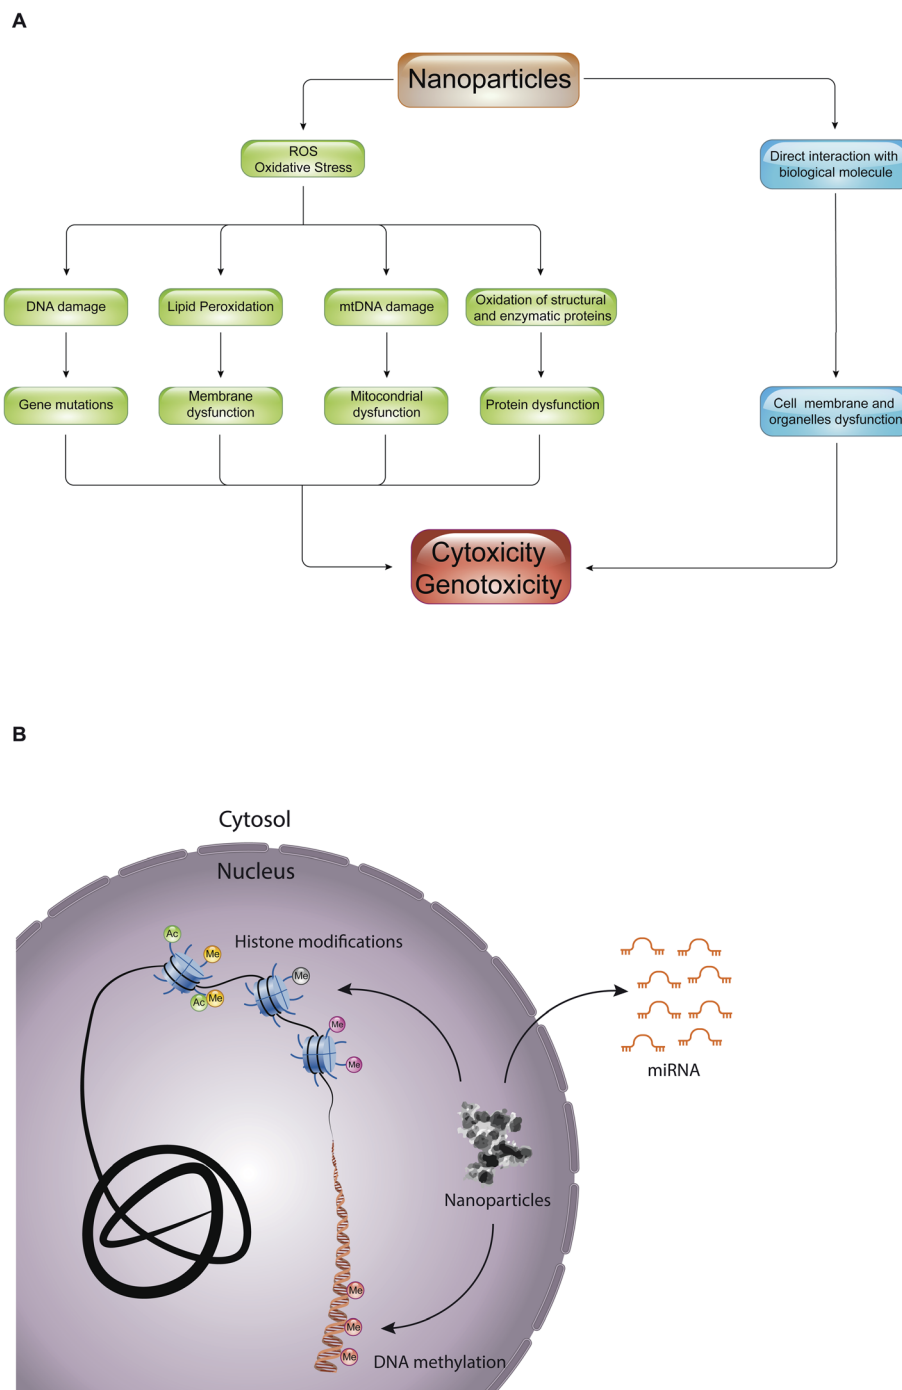 A
Nanoparticles
ROS
Oxidative Stress
Direct interaction with
biological molecule
DNA damage
Lipid Peroxidation
mtDNA damage
Oxidation of structural
and enzymatic proteins
Gene mutations
Membrane
dysfunction
Mitocondrial
dysfunction
Protein dysfunction
Cell membrane and
organelles dysfunction
Cytoxicity
Genotoxicity
B
Cytosol
Nucleus
Ac
Me
Histone modifications
Me
Ac
Me
Me
Me
miRNA
Nanoparticles
Me
Me
Me
DNA methylation